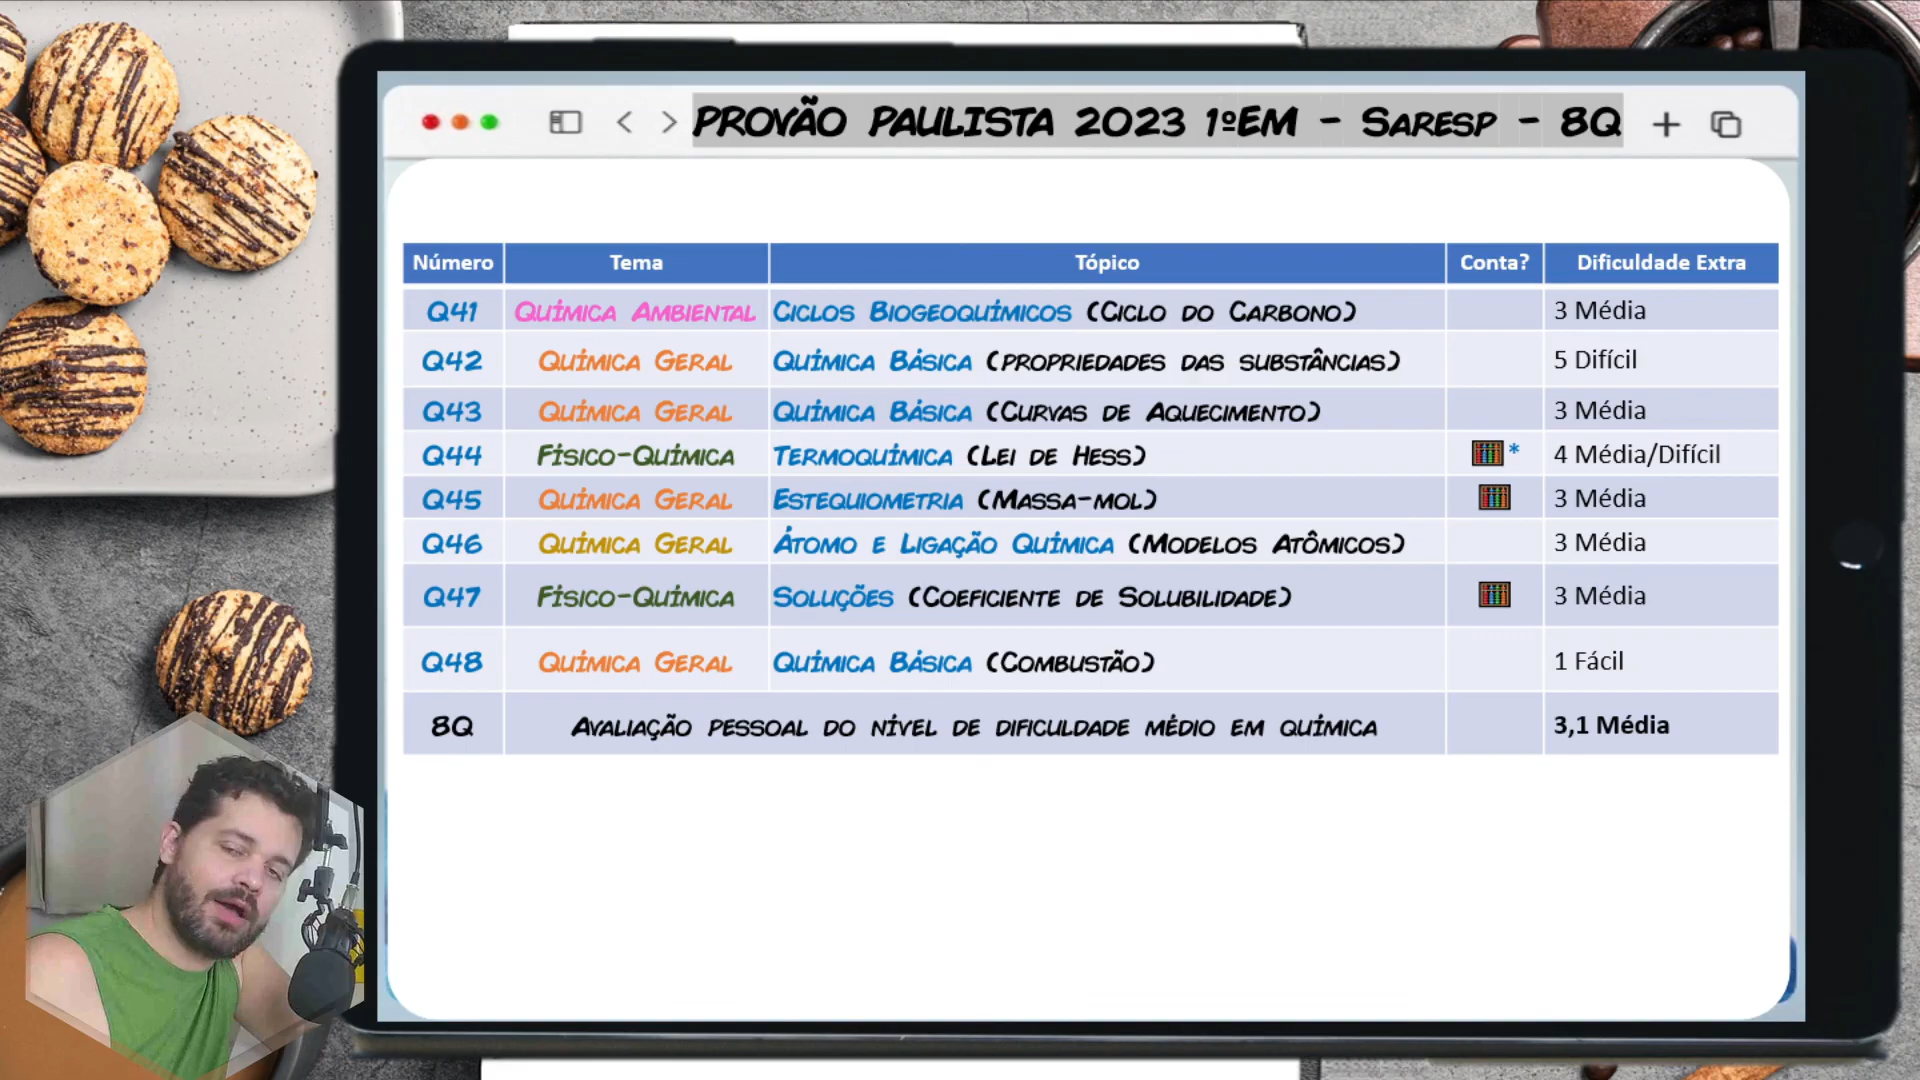 PROVÃO PAULISTA 2023 1ºEM - SARESP - 8Q
Número Tema Tópico Conta? Dificuldade Extra
Q41 QUÍMICA AMBIENTAL CICLOS BIOGEOQUÍMICOS (CICLO DO CARBONO) 3 Média
Q42 QUÍMICA GERAL QUÍMICA BÁSICA (PROPRIEDADES DAS SUBSTÂNCIAS) 5 Difícil
Q43 QUÍMICA GERAL QUÍMICA BÁSICA (CURVAS DE AQUECIMENTO) 3 Média
Q44 FÍSICO-QUÍMICA TERMOQUÍMICA (LEI DE HESS) * 4 Média/Difícil
Q45 QUÍMICA GERAL ESTEQUIOMETRIA (MASSA-MOL) 3 Média
Q46 QUÍMICA GERAL ÁTOMO E LIGAÇÃO QUÍMICA (MODELOS ATÔMICOS) 3 Média
Q47 FÍSICO-QUÍMICA SOLUÇÕES (COEFICIENTE DE SOLUBILIDADE) 3 Média
Q48 QUÍMICA GERAL QUÍMICA BÁSICA (COMBUSTÃO) 1 Fácil
8Q AVALIAÇÃO PESSOAL DO NÍVEL DE DIFICULDADE MÉDIO EM QUÍMICA 3,1 Média